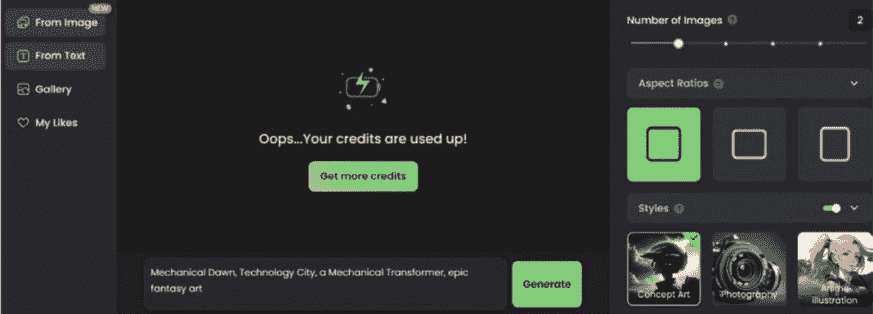 NEW
From Image
From Text
Gallery
My Likes
Oops...Your credits are used up!
Get more credits
Mechanical Dawn, Technology City, a Mechanical Transformer, epic
fantasy art
Generate
Number of Images
2
Aspect Ratios
Styles
Concept Art
Photography
Anime
Illustration